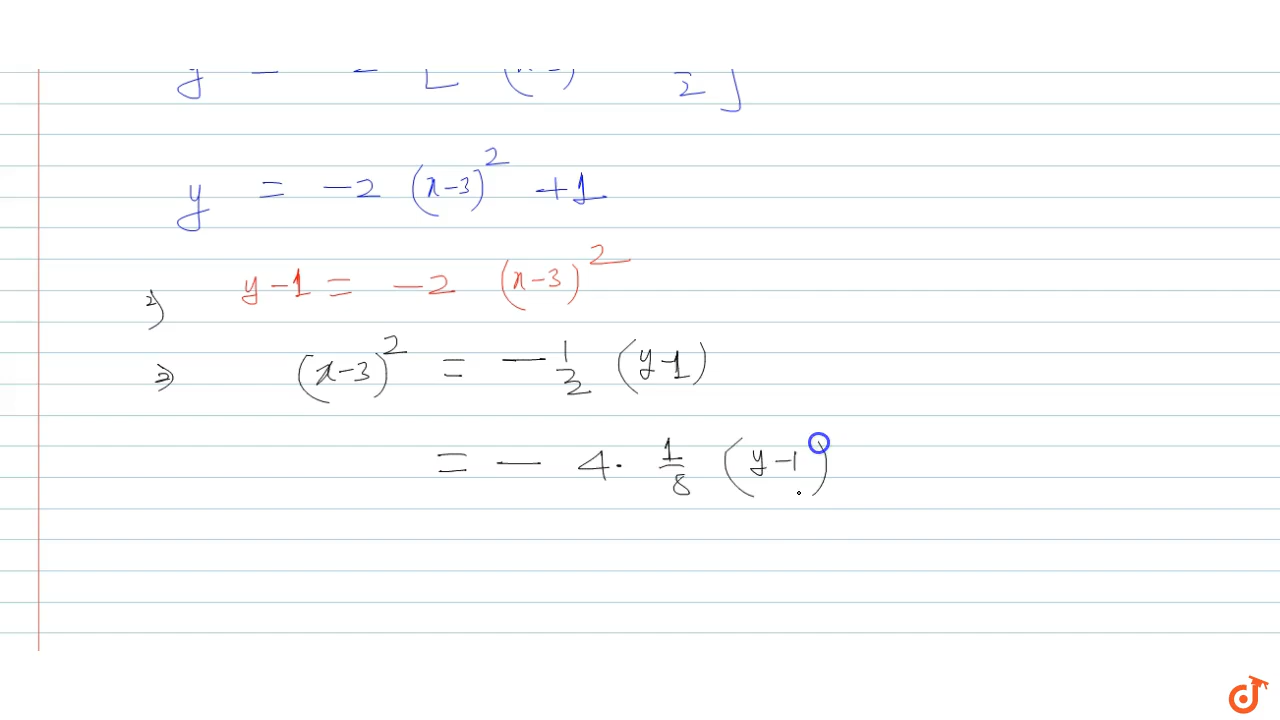 y = -2 (x-3)² +1
⇒) y-1 = -2 (x-3)²
⇒ (x-3)² = - 1/2 (y-1)
= - 4. 1/8 (y-1)